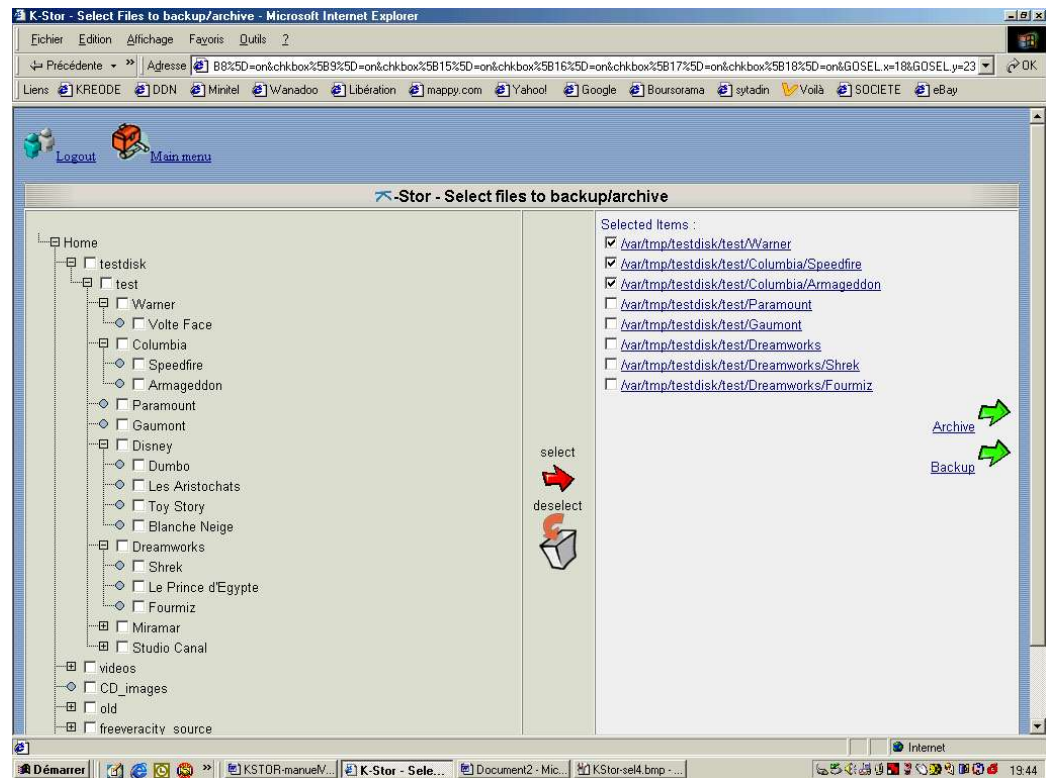 K-Stor - Select Files to backup/archive - Microsoft Internet Explorer
Fichier Edition Affichage Favoris Outils ?
Précédente » Adresse B8%5D=on&chkbox%5B9%5D=on&chkbox%5B15%5D=on&chkbox%5B16%5D=on&chkbox%5B17%5D=on&chkbox%5B18%5D=on&GOSEL.x=18&GOSEL.y=23 OK
Liens KREODE DDN Minitel Wanadoo Libération mappy.com Yahoo! Google Boursorama sytadin Voilà SOCIETE eBay
Logout Main menu
K-Stor - Select files to backup/archive
Home
testdisk
test
Warner
Volte Face
Columbia
Speedfire
Armageddon
Paramount
Gaumont
Disney
Dumbo
Les Aristochats
Toy Story
Blanche Neige
Dreamworks
Shrek
Le Prince d'Egypte
Fourmiz
Miramar
Studio Canal
videos
CD_images
old
freeveracity_source
select
deselect
Selected Items :
/var/tmp/testdisk/test/Warner
/var/tmp/testdisk/test/Columbia/Speedfire
/var/tmp/testdisk/test/Columbia/Armageddon
/var/tmp/testdisk/test/Paramount
/var/tmp/testdisk/test/Gaumont
/var/tmp/testdisk/test/Dreamworks
/var/tmp/testdisk/test/Dreamworks/Shrek
/var/tmp/testdisk/test/Dreamworks/Fourmiz
Archive
Backup
Internet
Démarrer » KSTOR-manuelV... K-Stor - Sele... Document2 - Mic... KStor-sel4.bmp - ... 19:44